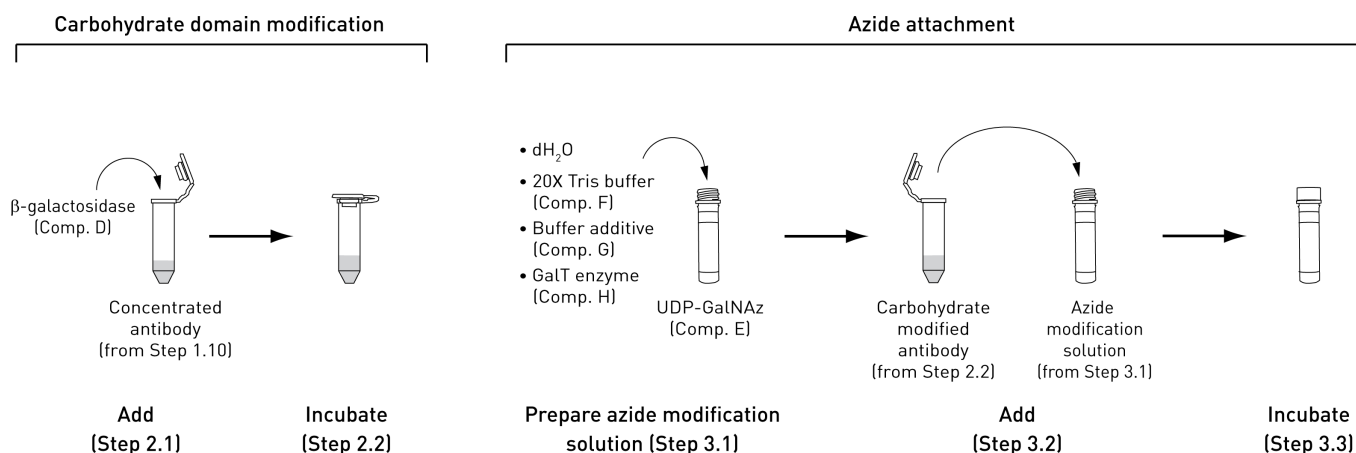 Carbohydrate domain modification
Azide attachment
β-galactosidase
(Comp. D)
Concentrated
antibody
(from Step 1.10)
• dH₂O
• 20X Tris buffer
(Comp. F)
• Buffer additive
(Comp. G)
• GalT enzyme
(Comp. H)
UDP-GalNAz
(Comp. E)
Carbohydrate
modified
antibody
(from Step 2.2)
Azide
modification
solution
(from Step 3.1)
Add
(Step 2.1)
Incubate
(Step 2.2)
Prepare azide modification
solution (Step 3.1)
Add
(Step 3.2)
Incubate
(Step 3.3)